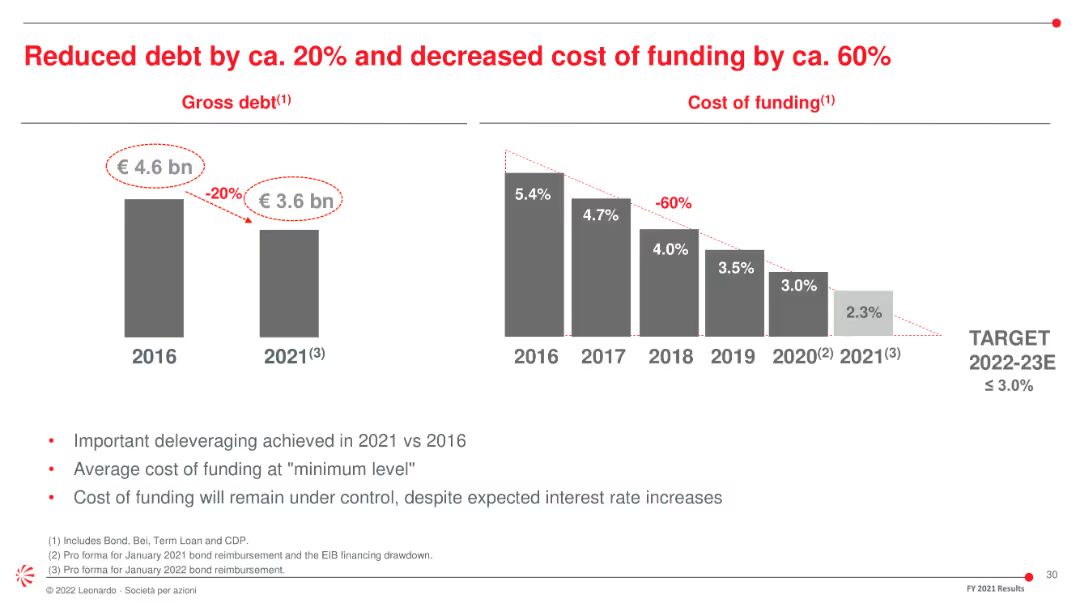 Reduced debt by ca. 20% and decreased cost of funding by ca. 60%
Gross debt(1)
€ 4.6 bn
-20%
€ 3.6 bn
2016
2021(3)
Cost of funding(1)
5.4%
4.7%
-60%
4.0%
3.5%
3.0%
2.3%
2016
2017
2018
2019
2020(2)
2021(3)
TARGET
2022-23E
≤ 3.0%
• Important deleveraging achieved in 2021 vs 2016
• Average cost of funding at "minimum level"
• Cost of funding will remain under control, despite expected interest rate increases
(1) Includes Bond, Bei, Term Loan and CDP.
(2) Pro forma for January 2021 bond reimbursement and the EIB financing drawdown.
(3) Pro forma for January 2022 bond reimbursement.
© 2022 Leonardo - Società per azioni
FY 2021 Results
30